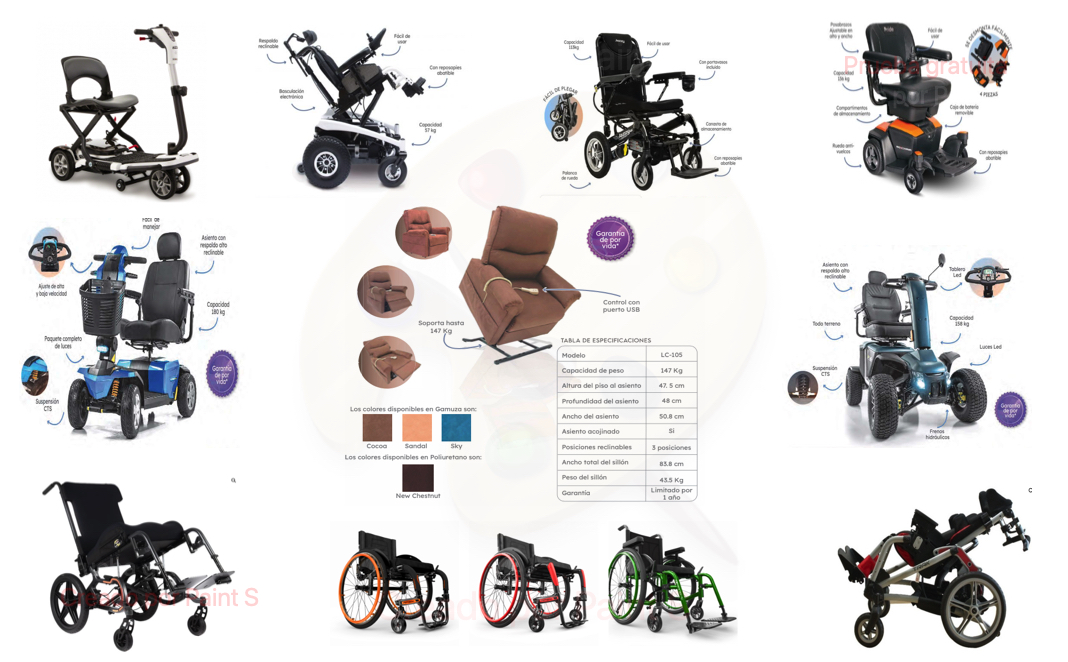 Respaldo
reclinable
Fácil de
usar
Con reposapies
abatible
Basculación
electrónica
Capacidad
57 kg
Capacidad
115kg
Fácil de usar
Con portavasos
incluido
FÁCIL DE PLEGAR
Canasta de
almacenamiento
Con reposapies
abatible
Palanca
de rueda
Posabrazos
Ajustable en
alto y ancho
Fácil de
usar
SE DESMONTA FÁCILMENTE
4 PIEZAS
Capacidad
136 kg
Compartimentos
de almacenamiento
Caja de batería
removible
Rueda anti-
vuelcos
Con reposapies
abatible
Fácil de
manejar
Asiento con
respaldo alto
reclinable
Ajuste de alta
y baja velocidad
Capacidad
180 kg
Paquete completo
de luces
Garantía
de por
vida*
Suspensión
CTS
Garantía
de por
vida*
Control con
puerto USB
Soporta hasta
147 Kg
TABLA DE ESPECIFICACIONES
Modelo LC-105
Capacidad de peso 147 Kg
Altura del piso al asiento 47. 5 cm
Profundidad del asiento 48 cm
Ancho del asiento 50.8 cm
Asiento acojinado Si
Posiciones reclinables 3 posiciones
Ancho total del sillón 83.8 cm
Peso del sillón 43.5 Kg
Garantía Limitado por
1 año
Los colores disponibles en Gamuza son:
Cocoa Sandal Sky
Los colores disponibles en Poliuretano son:
New Chestnut
Asiento con
respaldo alto
reclinable
Tablero
Led
Todo terreno
Capacidad
158 kg
Luces Led
Suspensión
CTS
Garantía
de por
vida*
Frenos
hidráulicos